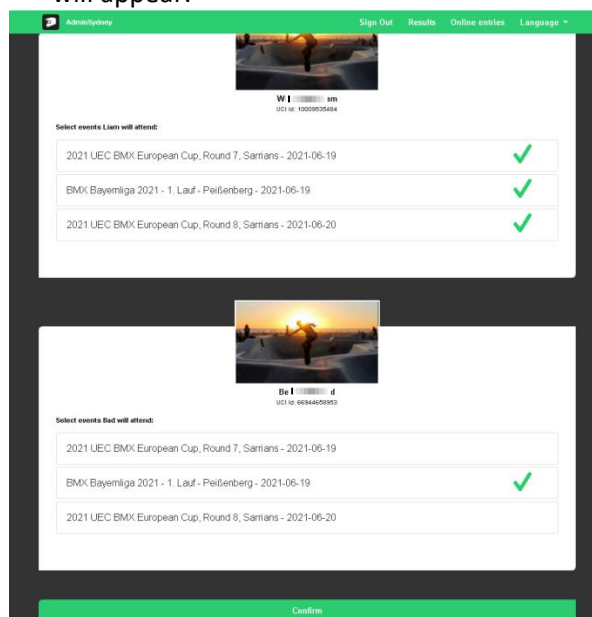 will appear.
AdminSydney Sign Out Results Online entries Language
UCI Id: 10009535484
Select events Liam will attend:
2021 UEC BMX European Cup, Round 7, Sarrians - 2021-06-19
BMX Bayernliga 2021 - 1. Lauf - Peißenberg - 2021-06-19
2021 UEC BMX European Cup, Round 8, Sarrians - 2021-06-20
UCI Id: 66944658953
Select events Bad will attend:
2021 UEC BMX European Cup, Round 7, Sarrians - 2021-06-19
BMX Bayernliga 2021 - 1. Lauf - Peißenberg - 2021-06-19
2021 UEC BMX European Cup, Round 8, Sarrians - 2021-06-20
Confirm